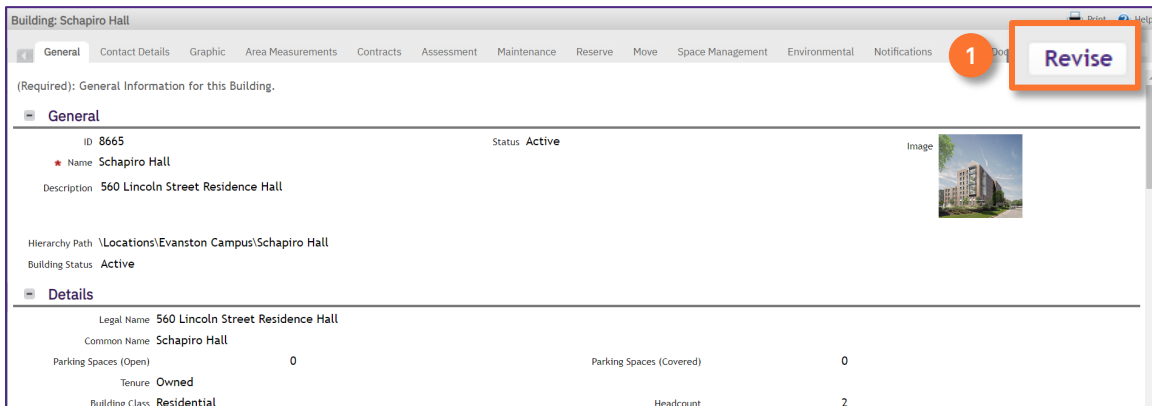 Building: Schapiro Hall Print Help
General Contact Details Graphic Area Measurements Contracts Assessment Maintenance Reserve Move Space Management Environmental Notifications 1 Revise
(Required): General Information for this Building.
General
ID 8665 Status Active Image
★ Name Schapiro Hall
Description 560 Lincoln Street Residence Hall
Hierarchy Path \Locations\Evanston Campus\Schapiro Hall
Building Status Active
Details
Legal Name 560 Lincoln Street Residence Hall
Common Name Schapiro Hall
Parking Spaces (Open) 0 Parking Spaces (Covered) 0
Tenure Owned
Building Class Residential Headcount 2